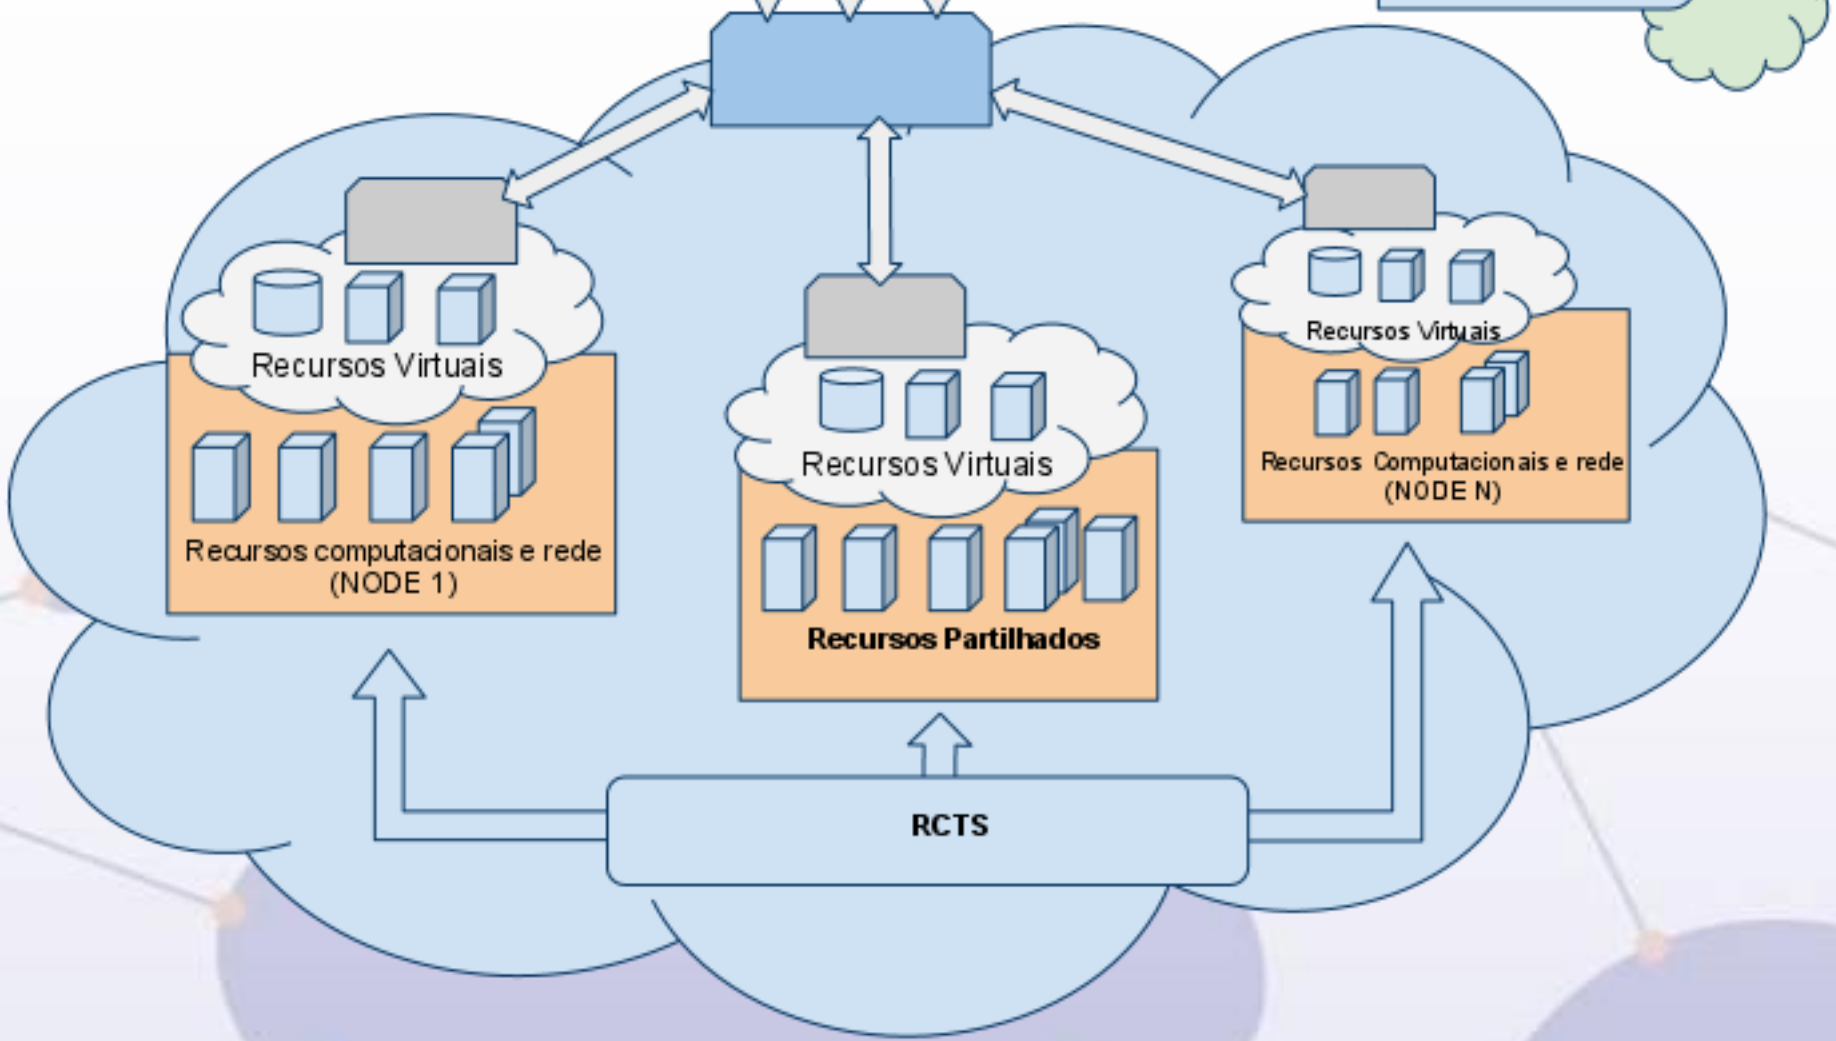 Recursos Virtuais
Recursos computacionais e rede
(NODE 1)
Recursos Virtuais
Recursos Partilhados
Recursos Virtuais
Recursos Computacionais e rede
(NODE N)
RCTS